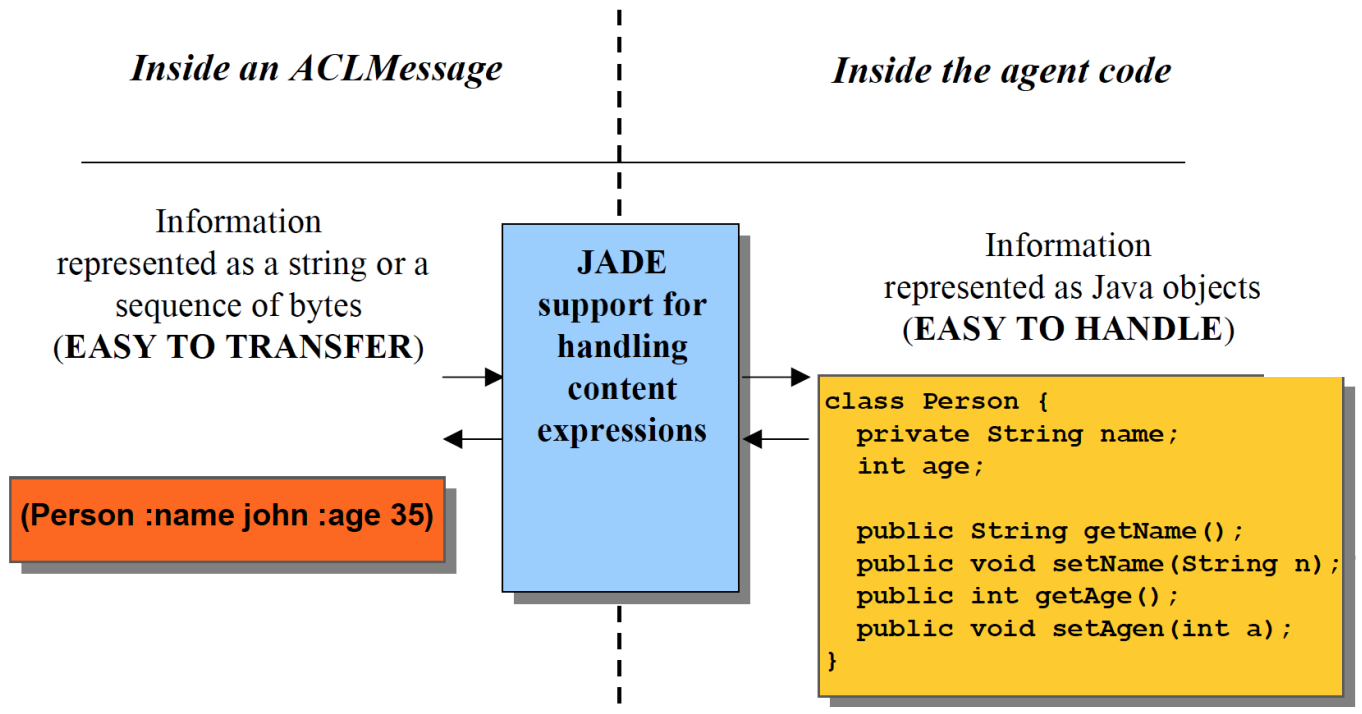 Inside an ACLMessage
Inside the agent code
Information
represented as a string or a
sequence of bytes
(EASY TO TRANSFER)
(Person :name john :age 35)
JADE
support for
handling
content
expressions
Information
represented as Java objects
(EASY TO HANDLE)
class Person {
  private String name;
  int age;

  public String getName();
  public void setName(String n);
  public int getAge();
  public void setAgen(int a);
}